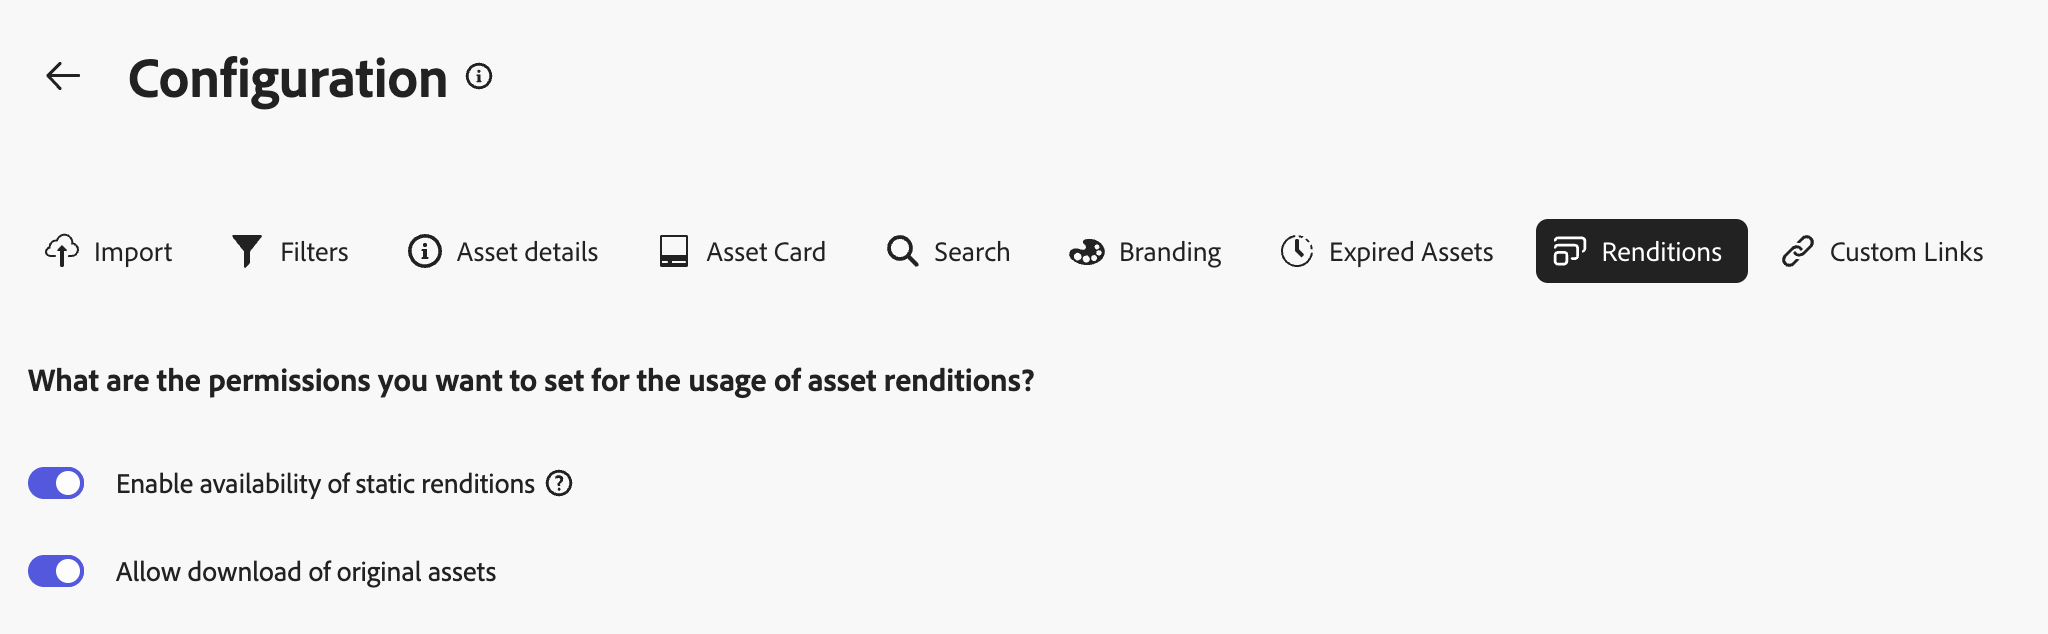 Configuration
Import Filters Asset details Asset Card Search Branding Expired Assets Renditions Custom Links
What are the permissions you want to set for the usage of asset renditions?
Enable availability of static renditions
Allow download of original assets